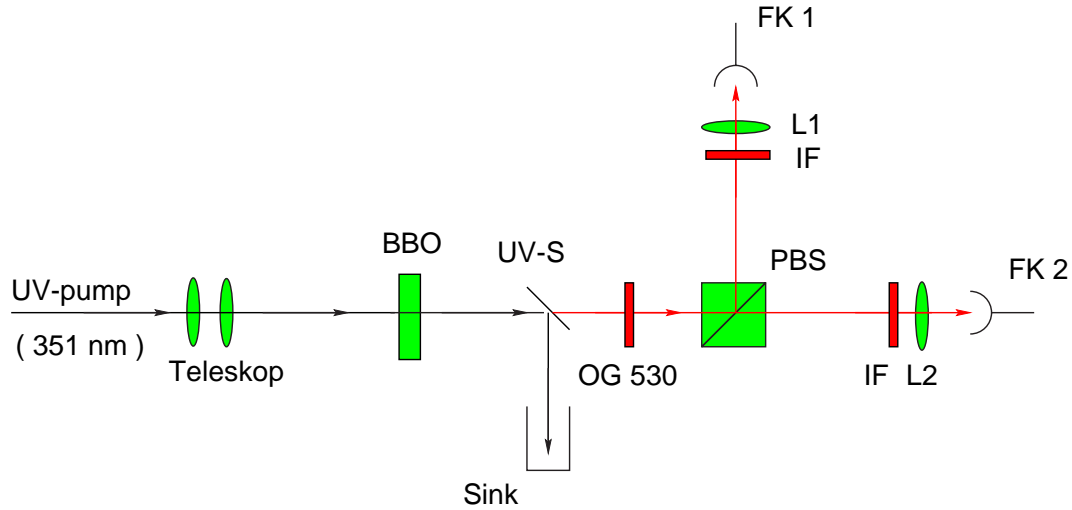 FK 1
L1
IF
BBO
UV-S
PBS
FK 2
UV-pump
( 351 nm )
Teleskop
OG 530
IF L2
Sink